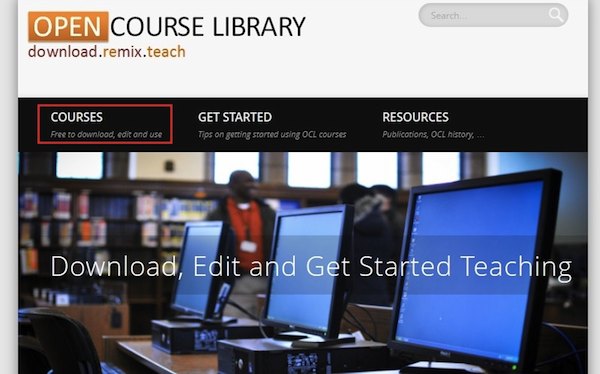 OPEN COURSE LIBRARY
download.remix.teach
Search...
COURSES
Free to download, edit and use
GET STARTED
Tips on getting started using OCL courses
RESOURCES
Publications, OCL history, ...
Download, Edit and Get Started Teaching